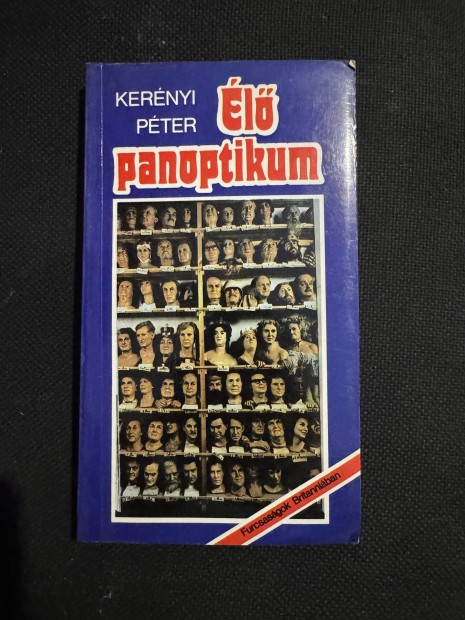 KERÉNYI
PÉTER
Élő
panoptikum
Furcsaságok Britanniában